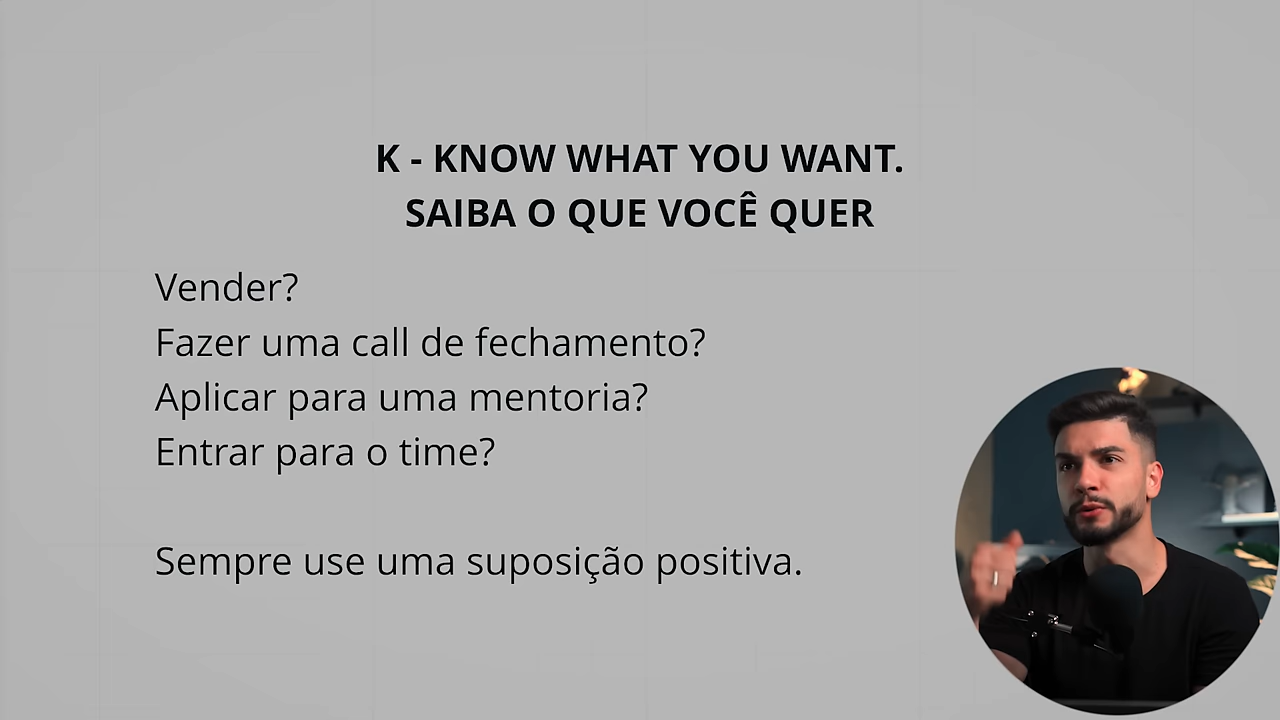 K - KNOW WHAT YOU WANT.
SAIBA O QUE VOCÊ QUER
Vender?
Fazer uma call de fechamento?
Aplicar para uma mentoria?
Entrar para o time?
Sempre use uma suposição positiva.